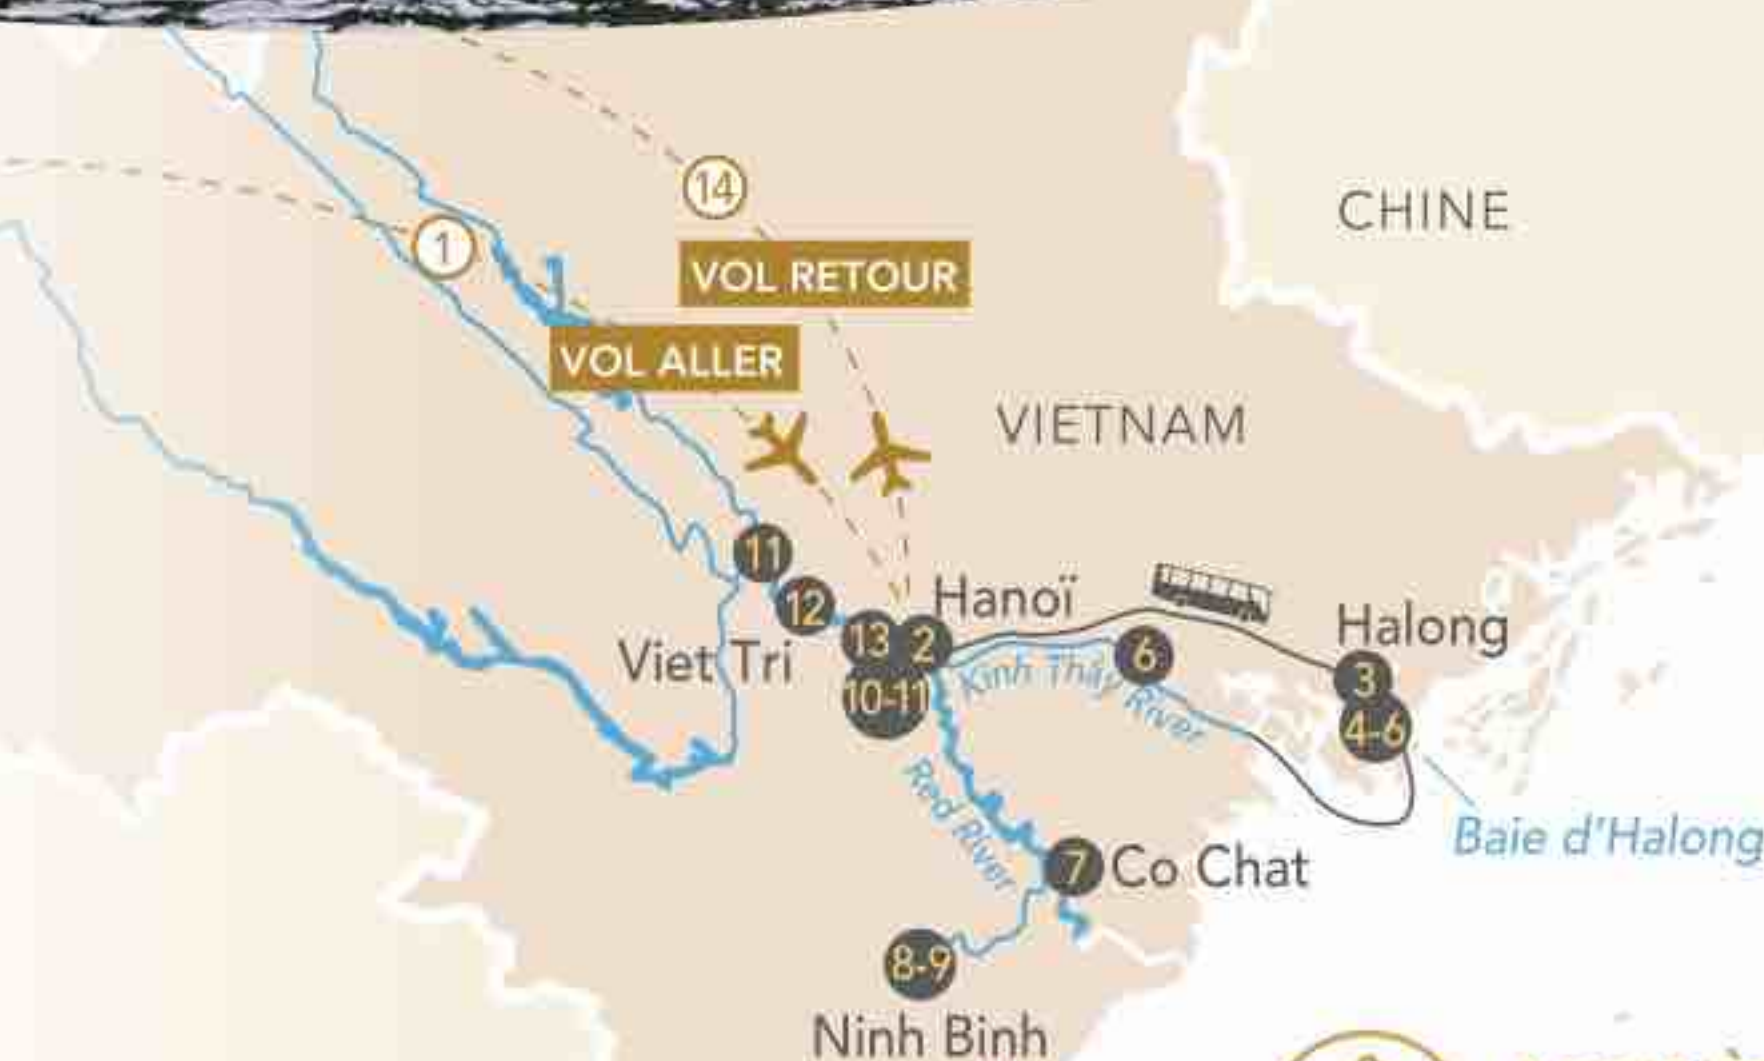 14
CHINE
1
VOL RETOUR
VOL ALLER
VIETNAM
11
12
Hanoï
Halong
13
2
Viet Tri
Kinh Thầy River
6
3
10-11
4-6
Red River
Baie d'Halong
7
Co Chat
8-9
Ninh Binh